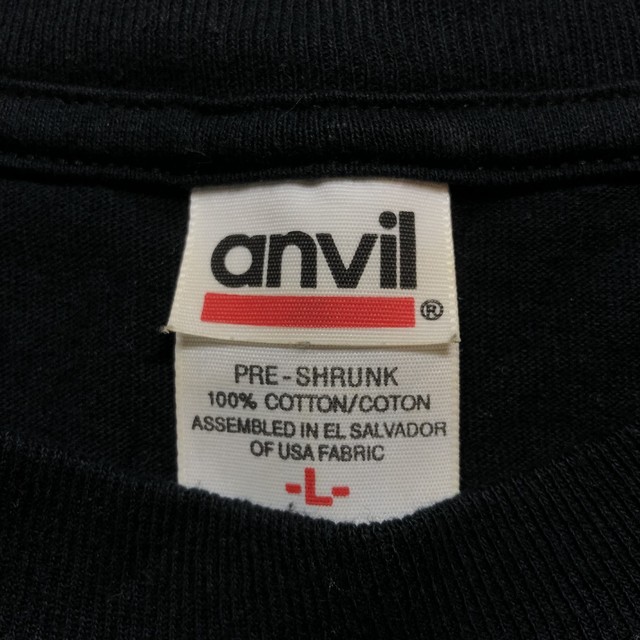 anvil
®
PRE-SHRUNK
100% COTTON/COTON
ASSEMBLED IN EL SALVADOR
OF USA FABRIC
-L-